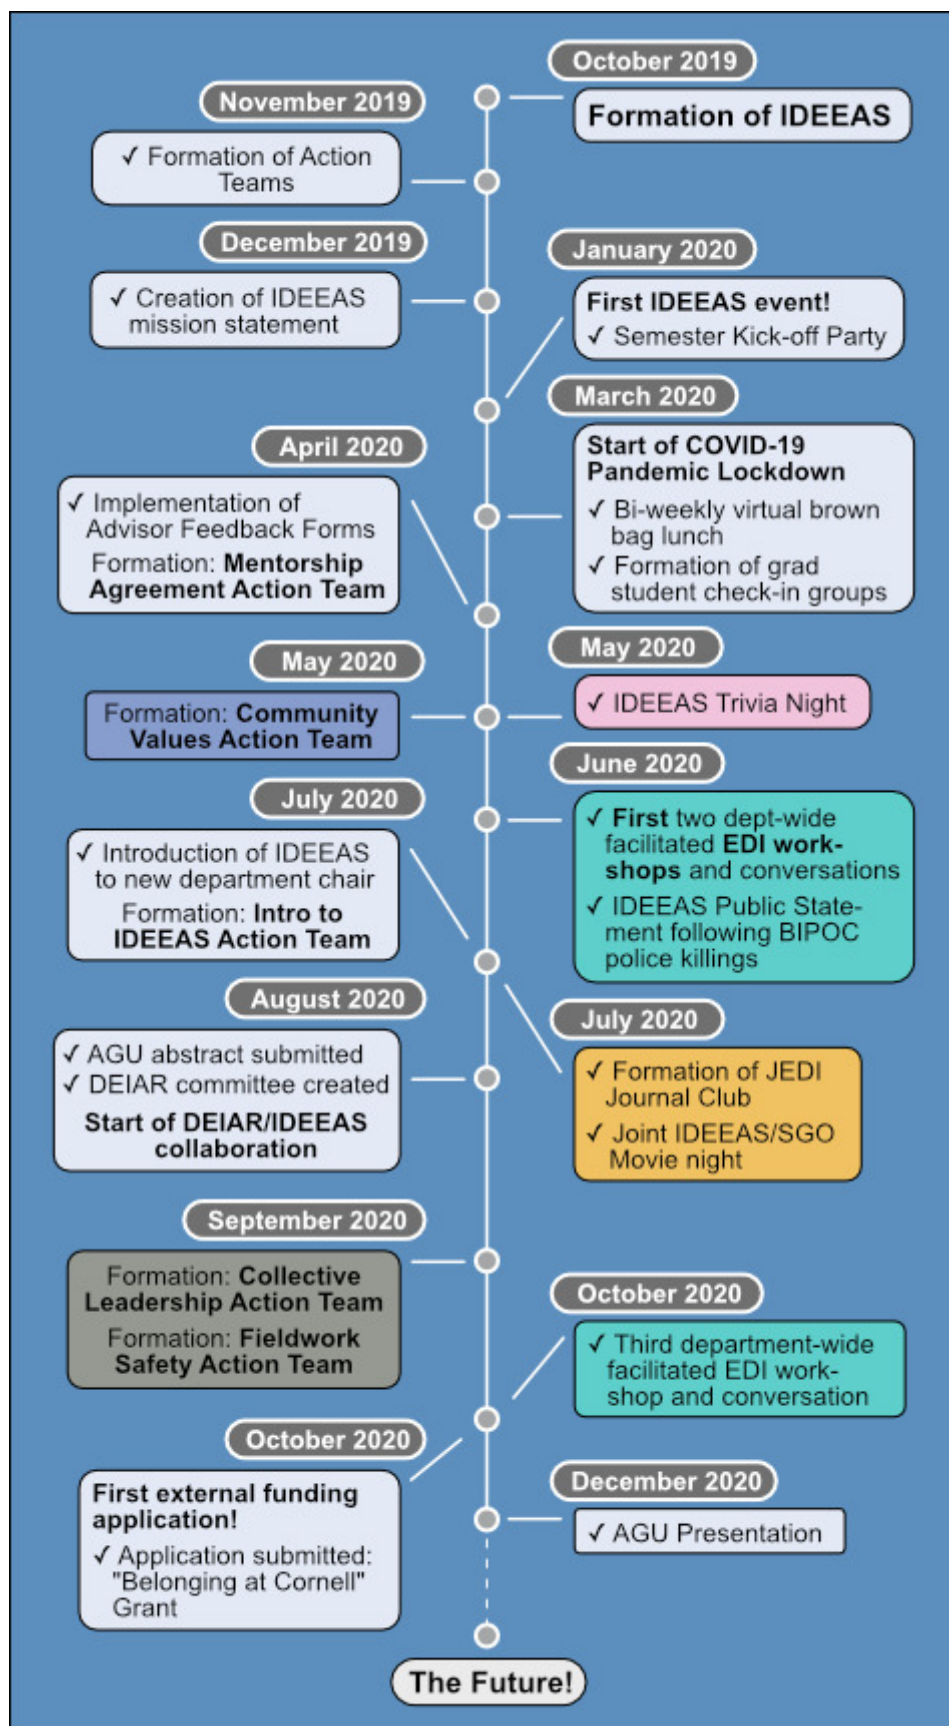 October 2019
Formation of IDEEAS
November 2019
✓ Formation of Action
Teams
December 2019
✓ Creation of IDEEAS
mission statement
January 2020
First IDEEAS event!
✓ Semester Kick-off Party
March 2020
Start of COVID-19
Pandemic Lockdown
✓ Bi-weekly virtual brown
bag lunch
✓ Formation of grad
student check-in groups
April 2020
✓ Implementation of
Advisor Feedback Forms
Formation: Mentorship
Agreement Action Team
May 2020
Formation: Community
Values Action Team
May 2020
✓ IDEEAS Trivia Night
June 2020
✓ First two dept-wide
facilitated EDI work-
shops and conversations
✓ IDEEAS Public State-
ment following BIPOC
police killings
July 2020
✓ Introduction of IDEEAS
to new department chair
Formation: Intro to
IDEEAS Action Team
July 2020
✓ Formation of JEDI
Journal Club
✓ Joint IDEEAS/SGO
Movie night
August 2020
✓ AGU abstract submitted
✓ DEIAR committee created
Start of DEIAR/IDEEAS
collaboration
September 2020
Formation: Collective
Leadership Action Team
Formation: Fieldwork
Safety Action Team
October 2020
✓ Third department-wide
facilitated EDI work-
shop and conversation
October 2020
First external funding
application!
✓ Application submitted:
"Belonging at Cornell"
Grant
December 2020
✓ AGU Presentation
The Future!